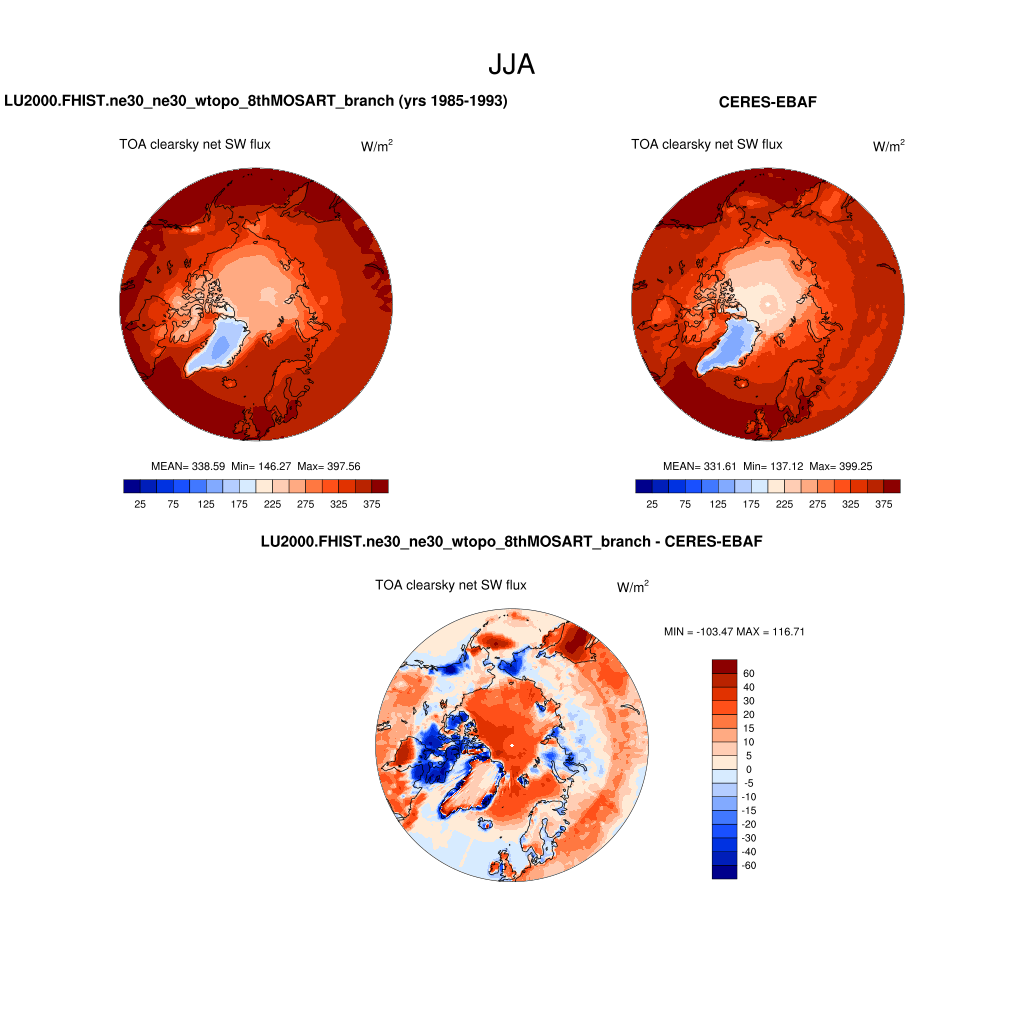 JJA
LU2000.FHIST.ne30_ne30_wtopo_8thMOSART_branch (yrs 1985-1993)
CERES-EBAF
TOA clearsky net SW flux W/m²
TOA clearsky net SW flux W/m²
MEAN= 338.59 Min= 146.27 Max= 397.56
MEAN= 331.61 Min= 137.12 Max= 399.25
25 75 125 175 225 275 325 375
25 75 125 175 225 275 325 375
LU2000.FHIST.ne30_ne30_wtopo_8thMOSART_branch - CERES-EBAF
TOA clearsky net SW flux W/m²
MIN = -103.47 MAX = 116.71
60
40
30
20
15
10
5
0
-5
-10
-15
-20
-30
-40
-60